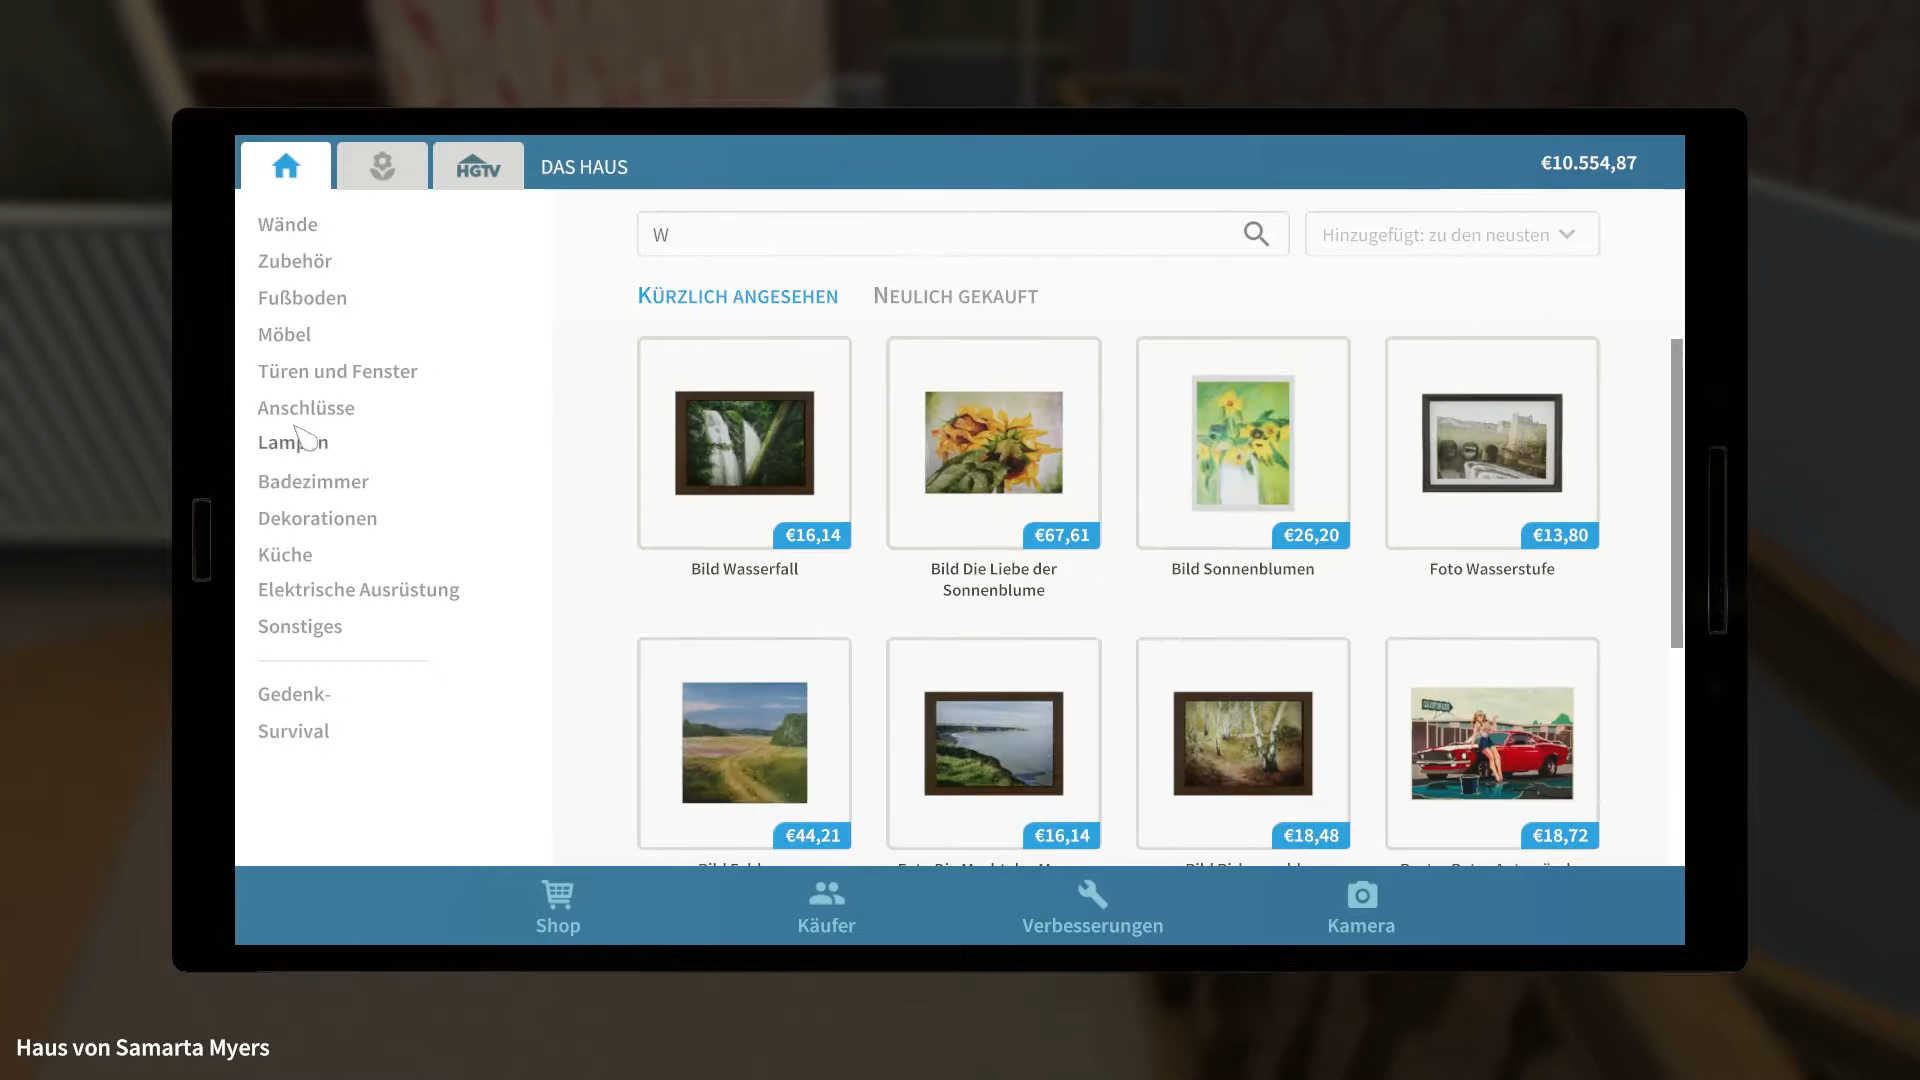 HGTV
DAS HAUS
€10.554,87
Wände
Zubehör
Fußboden
Möbel
Türen und Fenster
Anschlüsse
Lampen
Badezimmer
Dekorationen
Küche
Elektrische Ausrüstung
Sonstiges
Gedenk-
Survival
W
Hinzugefügt: zu den neusten
KÜRZLICH ANGESEHEN
NEULICH GEKAUFT
€16,14
€67,61
€26,20
€13,80
Bild Wasserfall
Bild Die Liebe der
Sonnenblume
Bild Sonnenblumen
Foto Wasserstufe
€44,21
€16,14
€18,48
€18,72
Shop
Käufer
Verbesserungen
Kamera
Haus von Samarta Myers